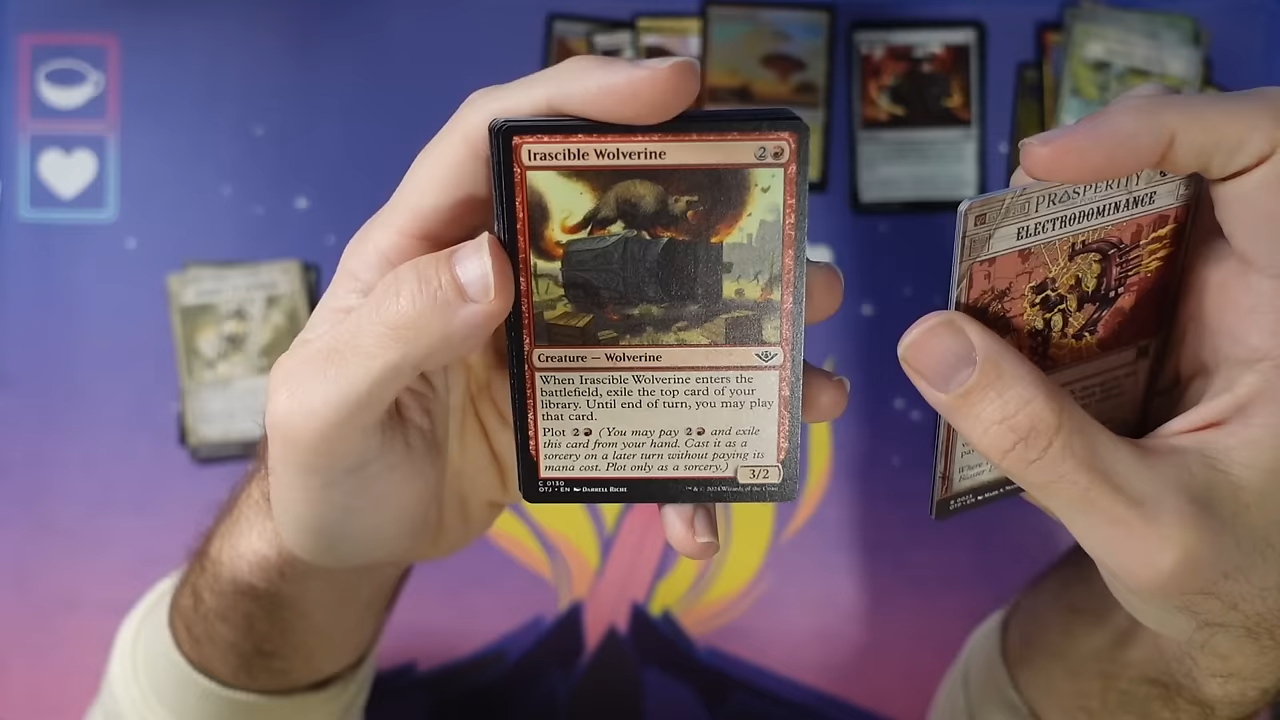 Irascible Wolverine 2
Creature — Wolverine
When Irascible Wolverine enters the
battlefield, exile the top card of your
library. Until end of turn, you may play
that card.
Plot 2 (You may pay 2 and exile
this card from your hand. Cast it as a
sorcery on a later turn without paying its
mana cost. Plot only as a sorcery.)
3/2
C 0130
OTJ • EN Darrell Riche
™ & © 2024 Wizards of the Coast
PROSPERITY
ELECTRODOMINANCE